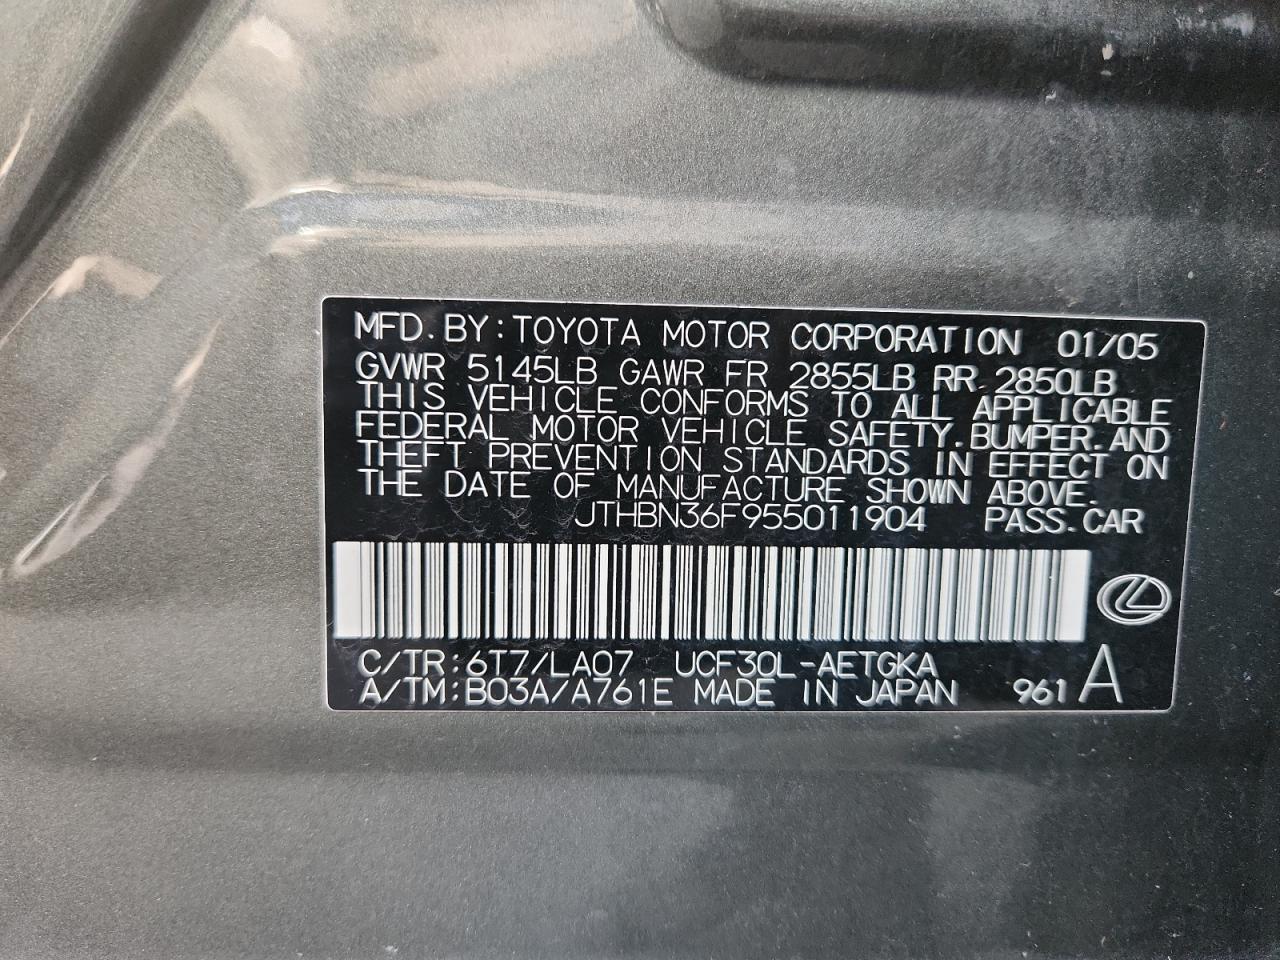 MFD. BY: TOYOTA MOTOR CORPORATION 01/05
GVWR 5145LB GAWR FR 2855LB RR 2850LB
THIS VEHICLE CONFORMS TO ALL APPLICABLE
FEDERAL MOTOR VEHICLE SAFETY, BUMPER, AND
THEFT PREVENTION STANDARDS IN EFFECT ON
THE DATE OF MANUFACTURE SHOWN ABOVE.
JTHBN36F955011904 PASS. CAR
C/TR: 6T7/LA07 UCF30L-AETGKA
A/TM: B03A/A761E MADE IN JAPAN 961 A